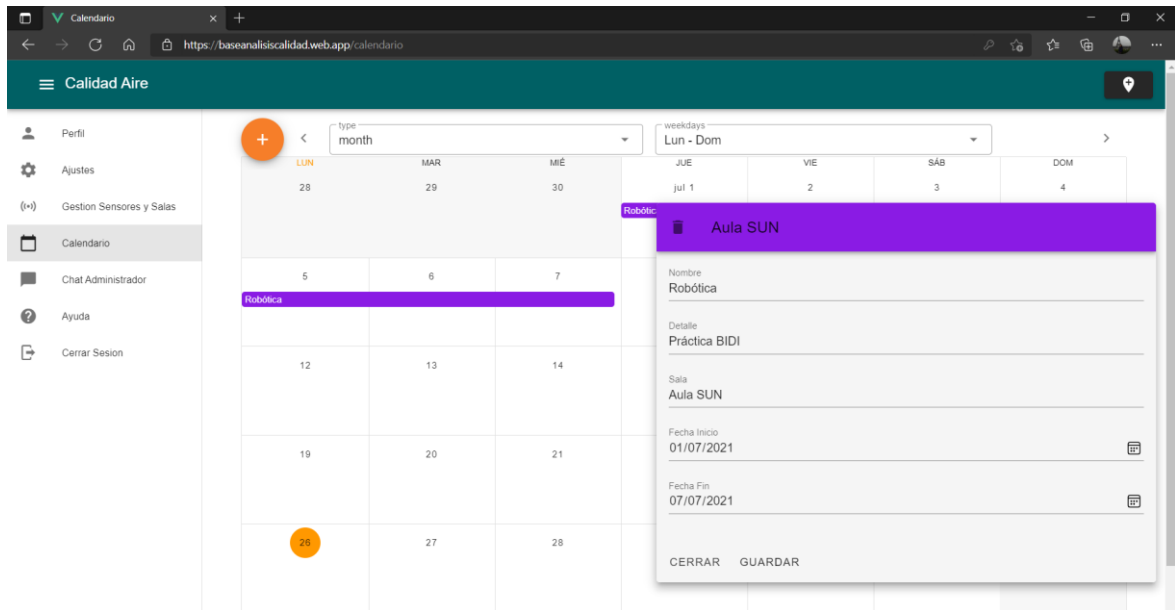 Calendario
https://baseanalisiscalidad.web.app/calendario
Calidad Aire
Perfil
Ajustes
Gestion Sensores y Salas
Calendario
Chat Administrador
Ayuda
Cerrar Sesion
type
month
weekdays
Lun - Dom
LUN MAR MIÉ JUE VIE SÁB DOM
28 29 30 jul 1 2 3 4
Robótic
5 6 7
Robótica
12 13 14
19 20 21
26 27 28
Aula SUN
Nombre
Robótica
Detalle
Práctica BIDI
Sala
Aula SUN
Fecha Inicio
01/07/2021
Fecha Fin
07/07/2021
CERRAR GUARDAR